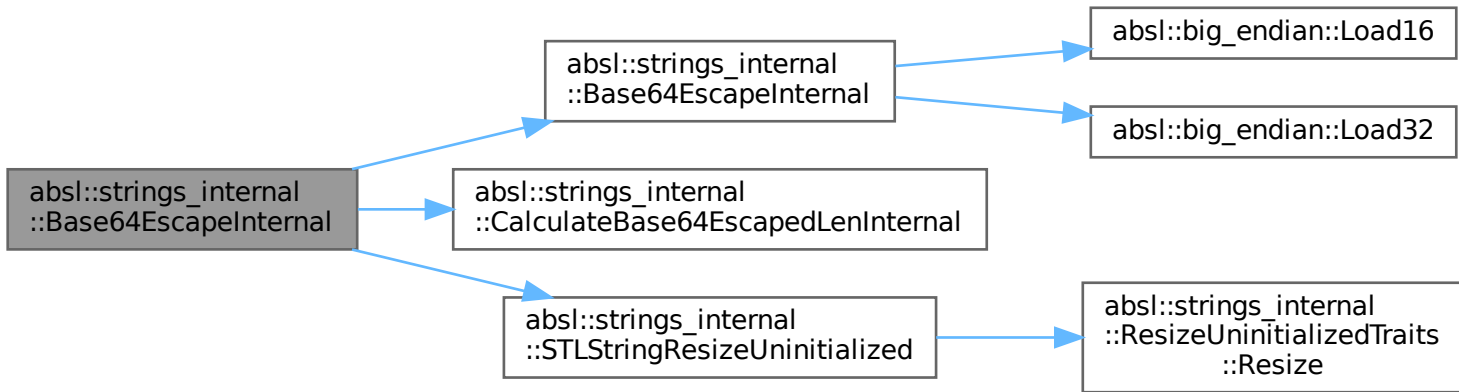 absl::strings_internal
::Base64EscapeInternal
absl::strings_internal
::Base64EscapeInternal
absl::big_endian::Load16
absl::big_endian::Load32
absl::strings_internal
::CalculateBase64EscapedLenInternal
absl::strings_internal
::STLStringResizeUninitialized
absl::strings_internal
::ResizeUninitializedTraits
::Resize